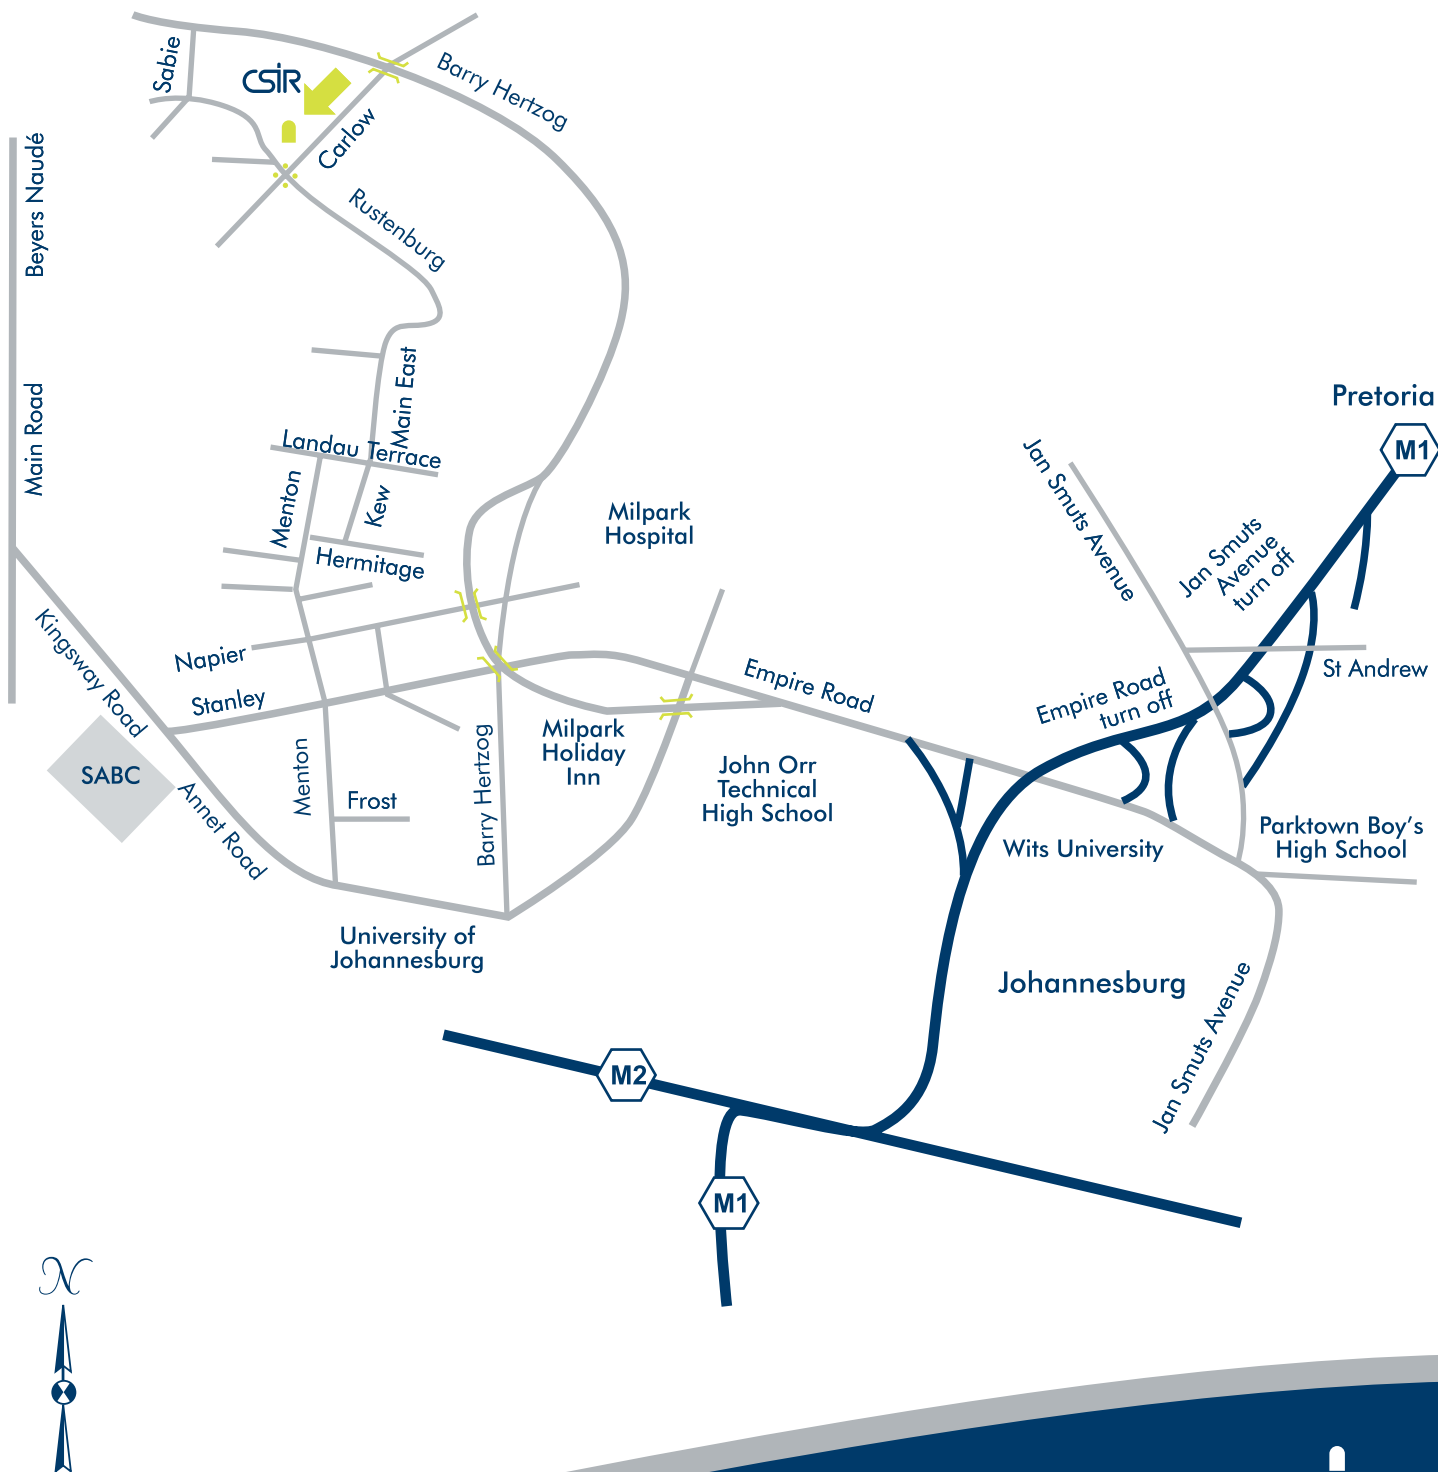 Sabie
CSIR
Barry Hertzog
Carlow
Beyers Naudé
Rustenburg
Main East
Main Road
Pretoria
M1
Landau Terrace
Jan Smuts Avenue
Menton
Kew
Milpark
Hospital
Jan Smuts
Avenue
turn off
Hermitage
Kingsway Road
Napier
Stanley
Empire Road
St Andrew
Empire Road
turn off
SABC
Menton
Frost
Barry Hertzog
Milpark
Holiday
Inn
John Orr
Technical
High School
Annet Road
Wits University
Parktown Boy's
High School
University of
Johannesburg
Johannesburg
Jan Smuts Avenue
M2
M1
N